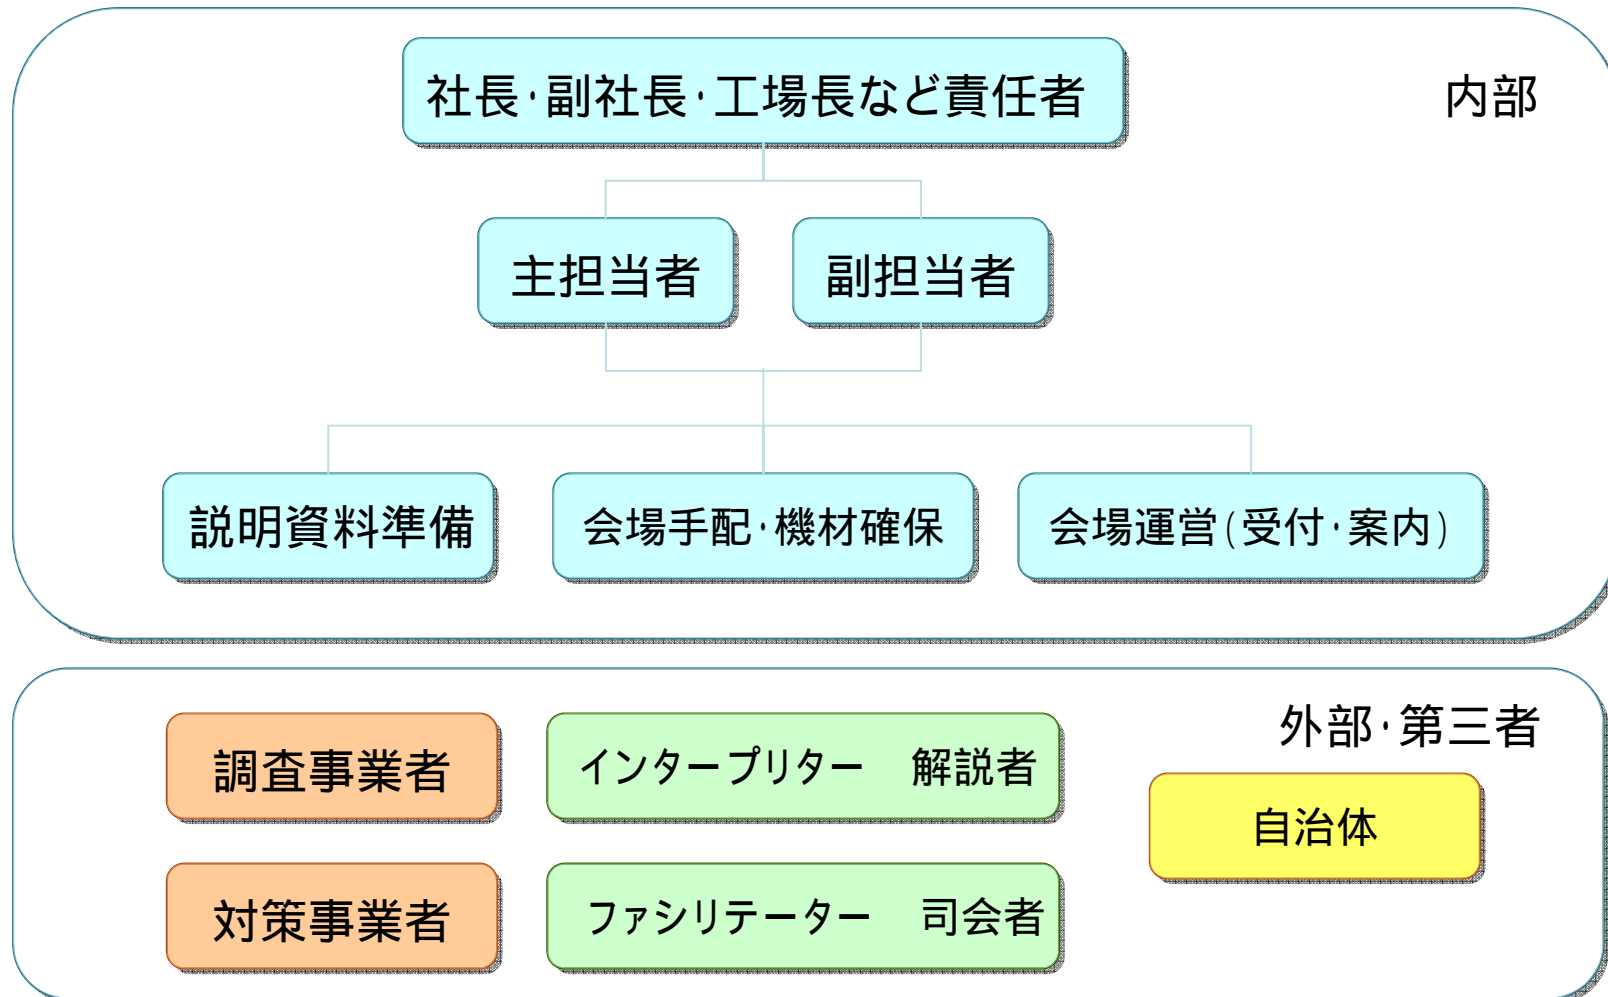 社長・副社長・工場長など責任者
内部
主担当者
副担当者
説明資料準備
会場手配・機材確保
会場運営(受付・案内)
外部・第三者
調査事業者
インタープリター　解説者
自治体
対策事業者
ファシリテーター　司会者